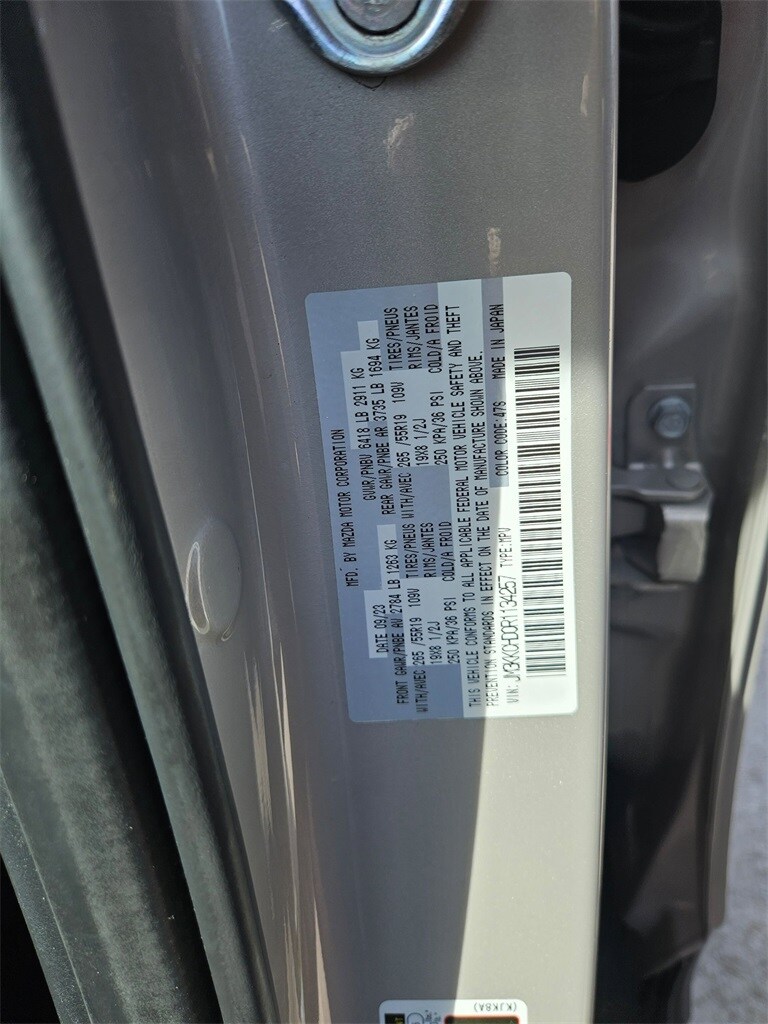 MFD. BY MAZDA MOTOR CORPORATION
DATE 09/23 GVWR/PNBV 6418 LB 2911 KG
FRONT GAWR/PNBE AV 2784 LB 1263 KG REAR GAWR/PNBE AR 3735 LB 1694 KG
WITH/AVEC 265 /55R19 109V TIRES/PNEUS WITH/AVEC 265 /55R19 109V TIRES/PNEUS
19X8 1/2J RIMS/JANTES 19X8 1/2J RIMS/JANTES
250 KPA/36 PSI COLD/A FROID 250 KPA/36 PSI COLD/A FROID
THIS VEHICLE CONFORMS TO ALL APPLICABLE FEDERAL MOTOR VEHICLE SAFETY AND THEFT
PREVENTION STANDARDS IN EFFECT ON THE DATE OF MANUFACTURE SHOWN ABOVE.
COLOR CODE:47S MADE IN JAPAN
VIN:JM3KKCHD0R1134257 TYPE:MPV
(KJKBA)